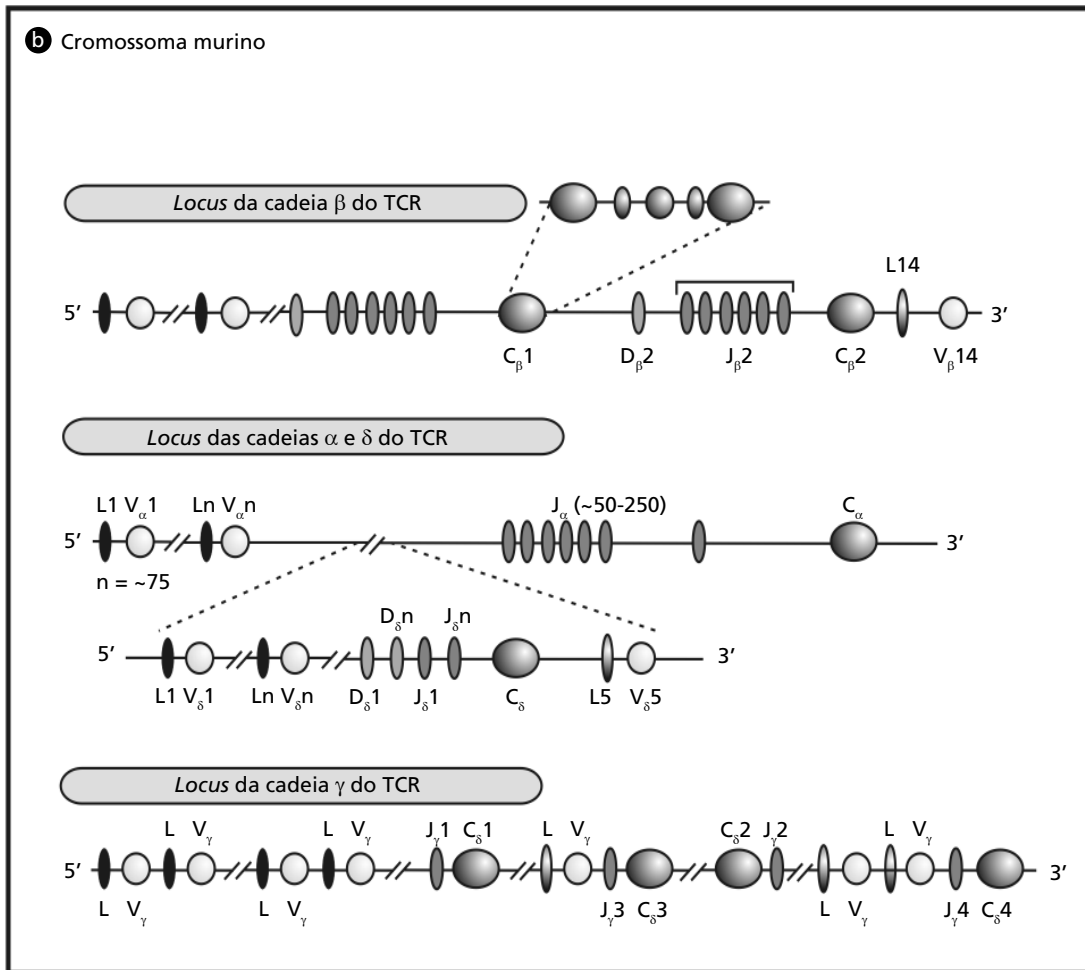 b Cromossoma murino
Locus da cadeia β do TCR
L14
5′ 3′
Cβ1 Dβ2 Jβ2 Cβ2 Vβ14
Locus das cadeias α e δ do TCR
L1 Vα1 Ln Vαn Jα (~50-250) Cα
5′ 3′
n = ~75
Dδn Jδn
5′ 3′
L1 Vδ1 Ln Vδn Dδ1 Jδ1 Cδ L5 Vδ5
Locus da cadeia γ do TCR
L Vγ L Vγ Jγ1 Cδ1 L Vγ Cδ2 Jγ2 L Vγ
5′ 3′
L Vγ L Vγ Jγ3 Cδ3 L Vγ Jγ4 Cδ4